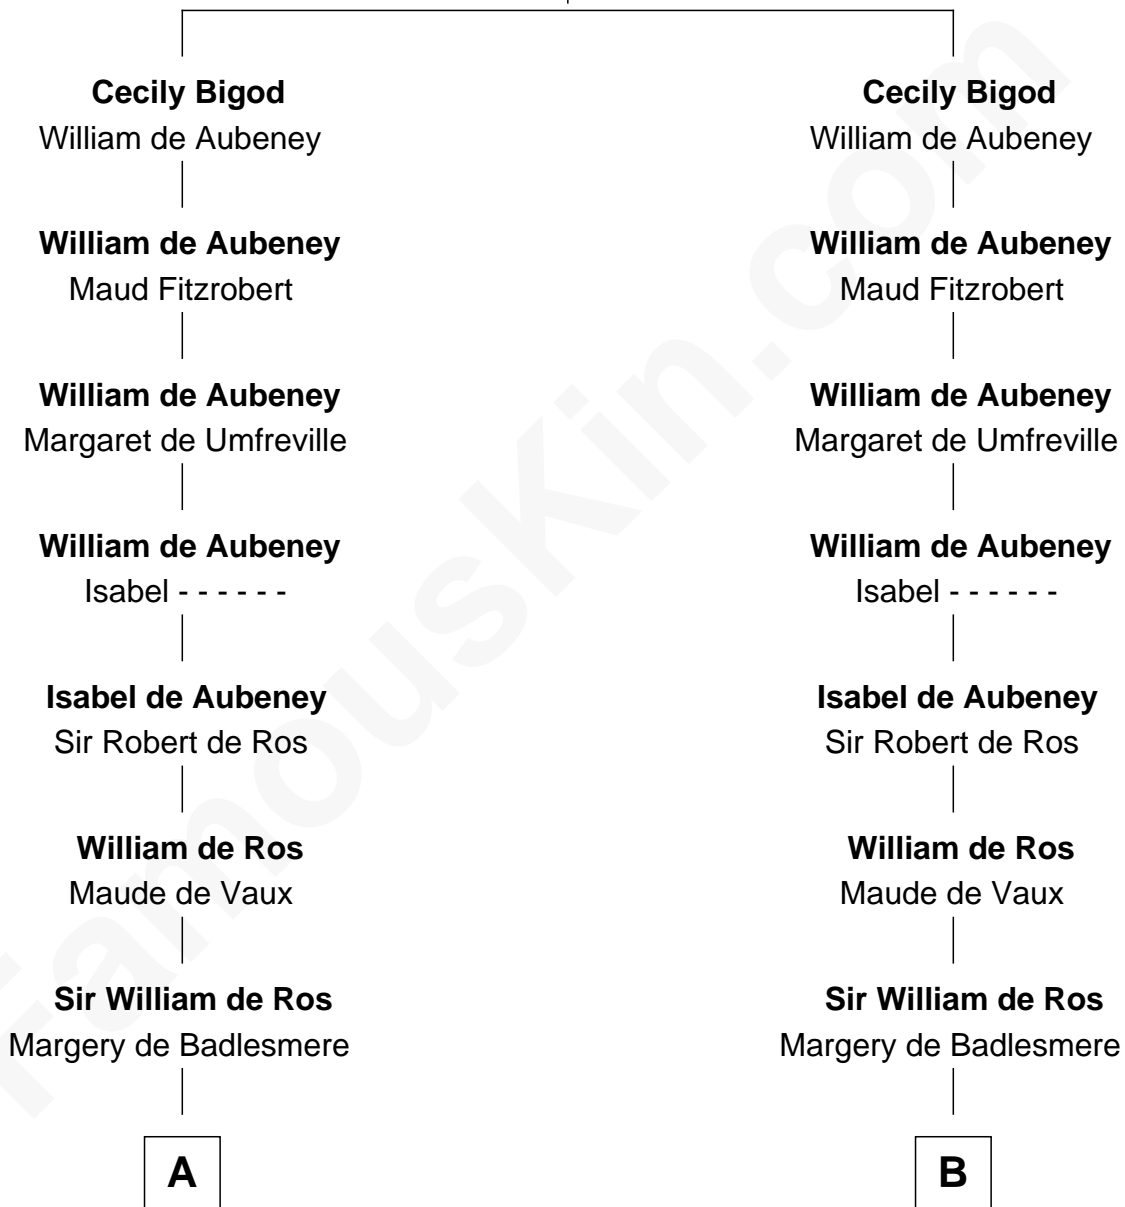 Cecily Bigod
William de Aubeney
William de Aubeney
Maud Fitzrobert
William de Aubeney
Margaret de Umfreville
William de Aubeney
Isabel - - - - - -
Isabel de Aubeney
Sir Robert de Ros
William de Ros
Maude de Vaux
Sir William de Ros
Margery de Badlesmere
A
Cecily Bigod
William de Aubeney
William de Aubeney
Maud Fitzrobert
William de Aubeney
Margaret de Umfreville
William de Aubeney
Isabel - - - - - -
Isabel de Aubeney
Sir Robert de Ros
William de Ros
Maude de Vaux
Sir William de Ros
Margery de Badlesmere
B
FamousKin.com